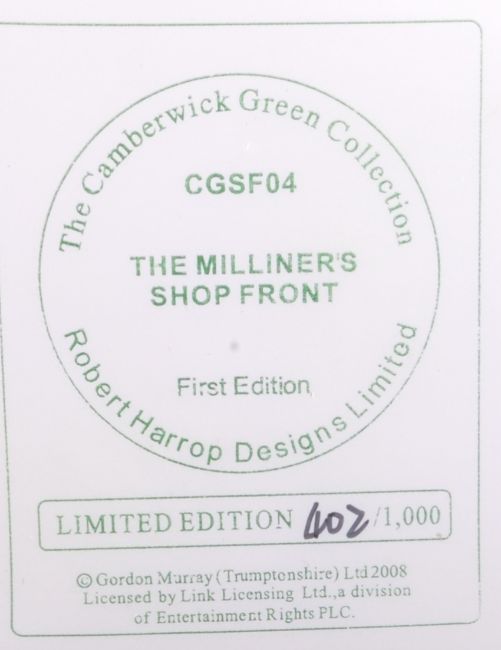 The Camberwick Green Collection
CGSF04
THE MILLINER'S
SHOP FRONT
First Edition
Robert Harrop Designs Limited
LIMITED EDITION 402/1,000
© Gordon Murray (Trumptonshire) Ltd 2008
Licensed by Link Licensing Ltd.,a division
of Entertainment Rights PLC.